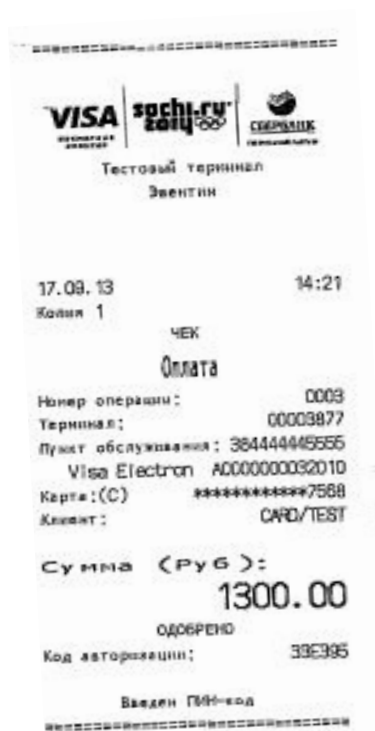 ==============================
VISA sochi.ru 2014 СБЕРБАНК
Тестовый терминал
Эвентин
17.09.13 14:21
Копия 1
ЧЕК
Оплата
Номер операции: 0003
Терминал: 00003877
Пункт обслуживания: 384444445555
Visa Electron A0000000032010
Карта:(C) ************7568
Клиент: CARD/TEST
Сумма (Руб):
1300.00
ОДОБРЕНО
Код авторизации: 33E995
Введен ПИН-код
==============================